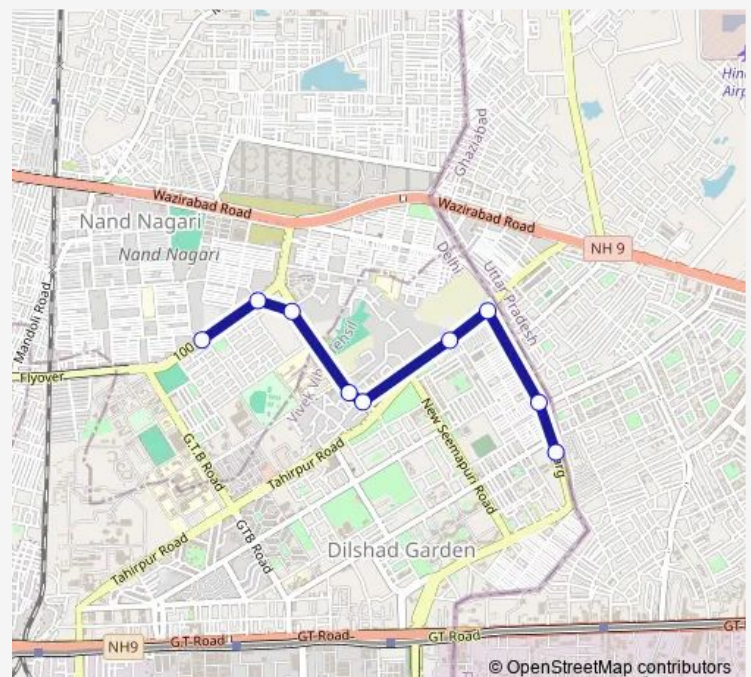 Ghaziabad
Wazirabad Road
Wazirabad Road
Nand Nagari
Nand Nagari
NH 9
Delhi
Uttar Pradesh
Mandoli Road
100
Flyover
Tahirpur Road
G.T.B Road
New Seemapuri Road
Tahirpur Road
GTB Road
Dilshad Garden
NH9
G.T-Road
GT-Road
GT Road
GT
© OpenStreetMap contributors